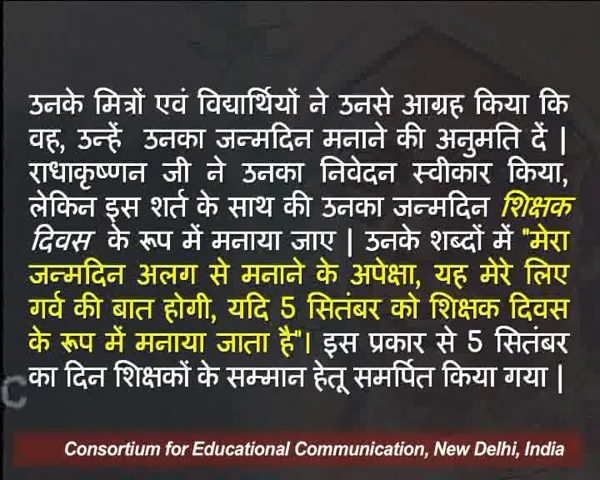 उनके मित्रों एवं विद्यार्थियों ने उनसे आग्रह किया कि
वह, उन्हें उनका जन्मदिन मनाने की अनुमति दें |
राधाकृष्णन जी ने उनका निवेदन स्वीकार किया,
लेकिन इस शर्त के साथ की उनका जन्मदिन शिक्षक
दिवस के रूप में मनाया जाए | उनके शब्दों में "मेरा
जन्मदिन अलग से मनाने के अपेक्षा, यह मेरे लिए
गर्व की बात होगी, यदि 5 सितंबर को शिक्षक दिवस
के रूप में मनाया जाता है"। इस प्रकार से 5 सितंबर
का दिन शिक्षकों के सम्मान हेतू समर्पित किया गया |
C
Consortium for Educational Communication, New Delhi, India